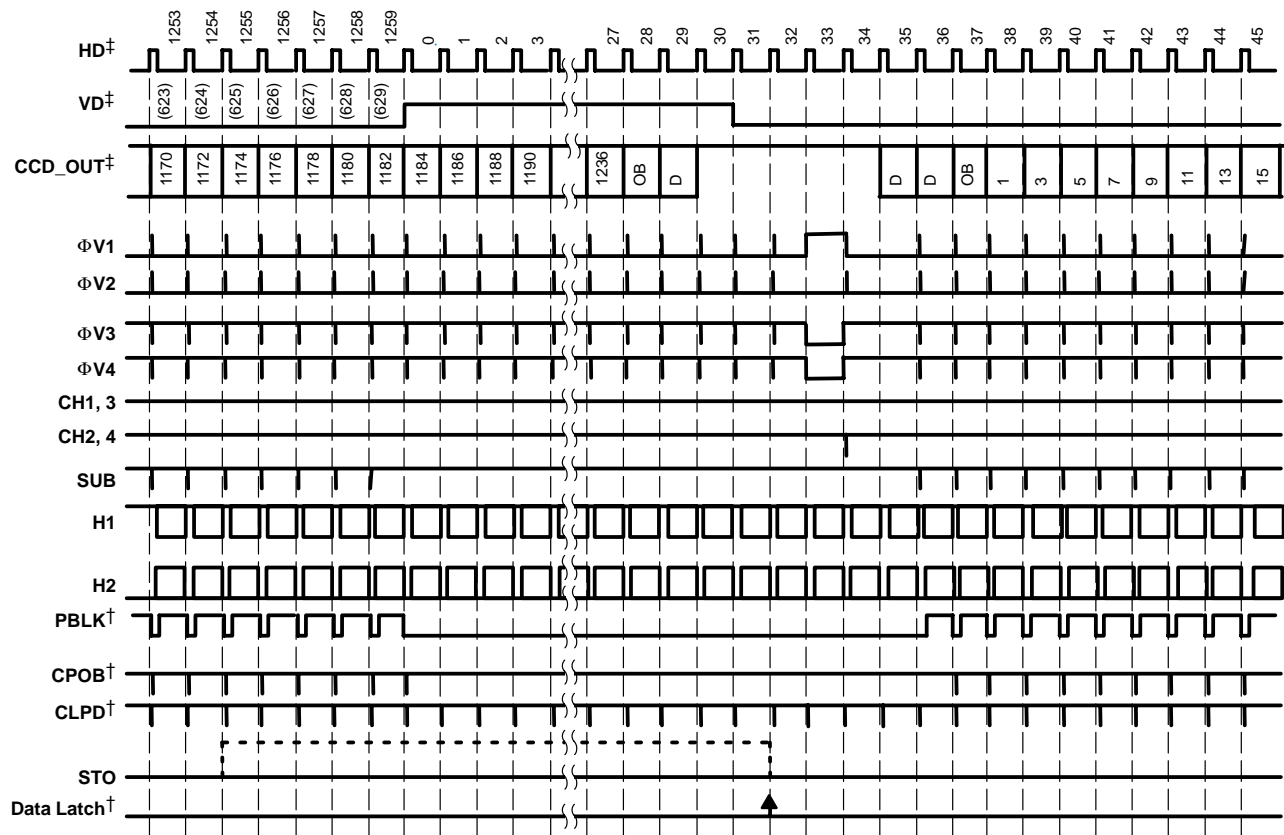 1253 1254 1255 1256 1257 1258 1259 0 1 2 3 27 28 29 30 31 32 33 34 35 36 37 38 39 40 41 42 43 44 45
HD‡
VD‡ (623) (624) (625) (626) (627) (628) (629)
CCD_OUT‡ 1170 1172 1174 1176 1178 1180 1182 1184 1186 1188 1190 1236 OB D D D OB 1 3 5 7 9 11 13 15
ΦV1
ΦV2
ΦV3
ΦV4
CH1, 3
CH2, 4
SUB
H1
H2
PBLK†
CPOB†
CLPD†
STO
Data Latch†